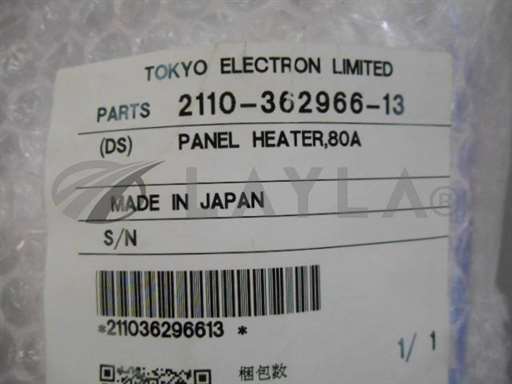 TOKYO ELECTRON LIMITED
PARTS 2110-362966-13
(DS) PANEL HEATER,80A
LAYLA®
MADE IN JAPAN
S/N
*211036296613 *
1/ 1
梱包数